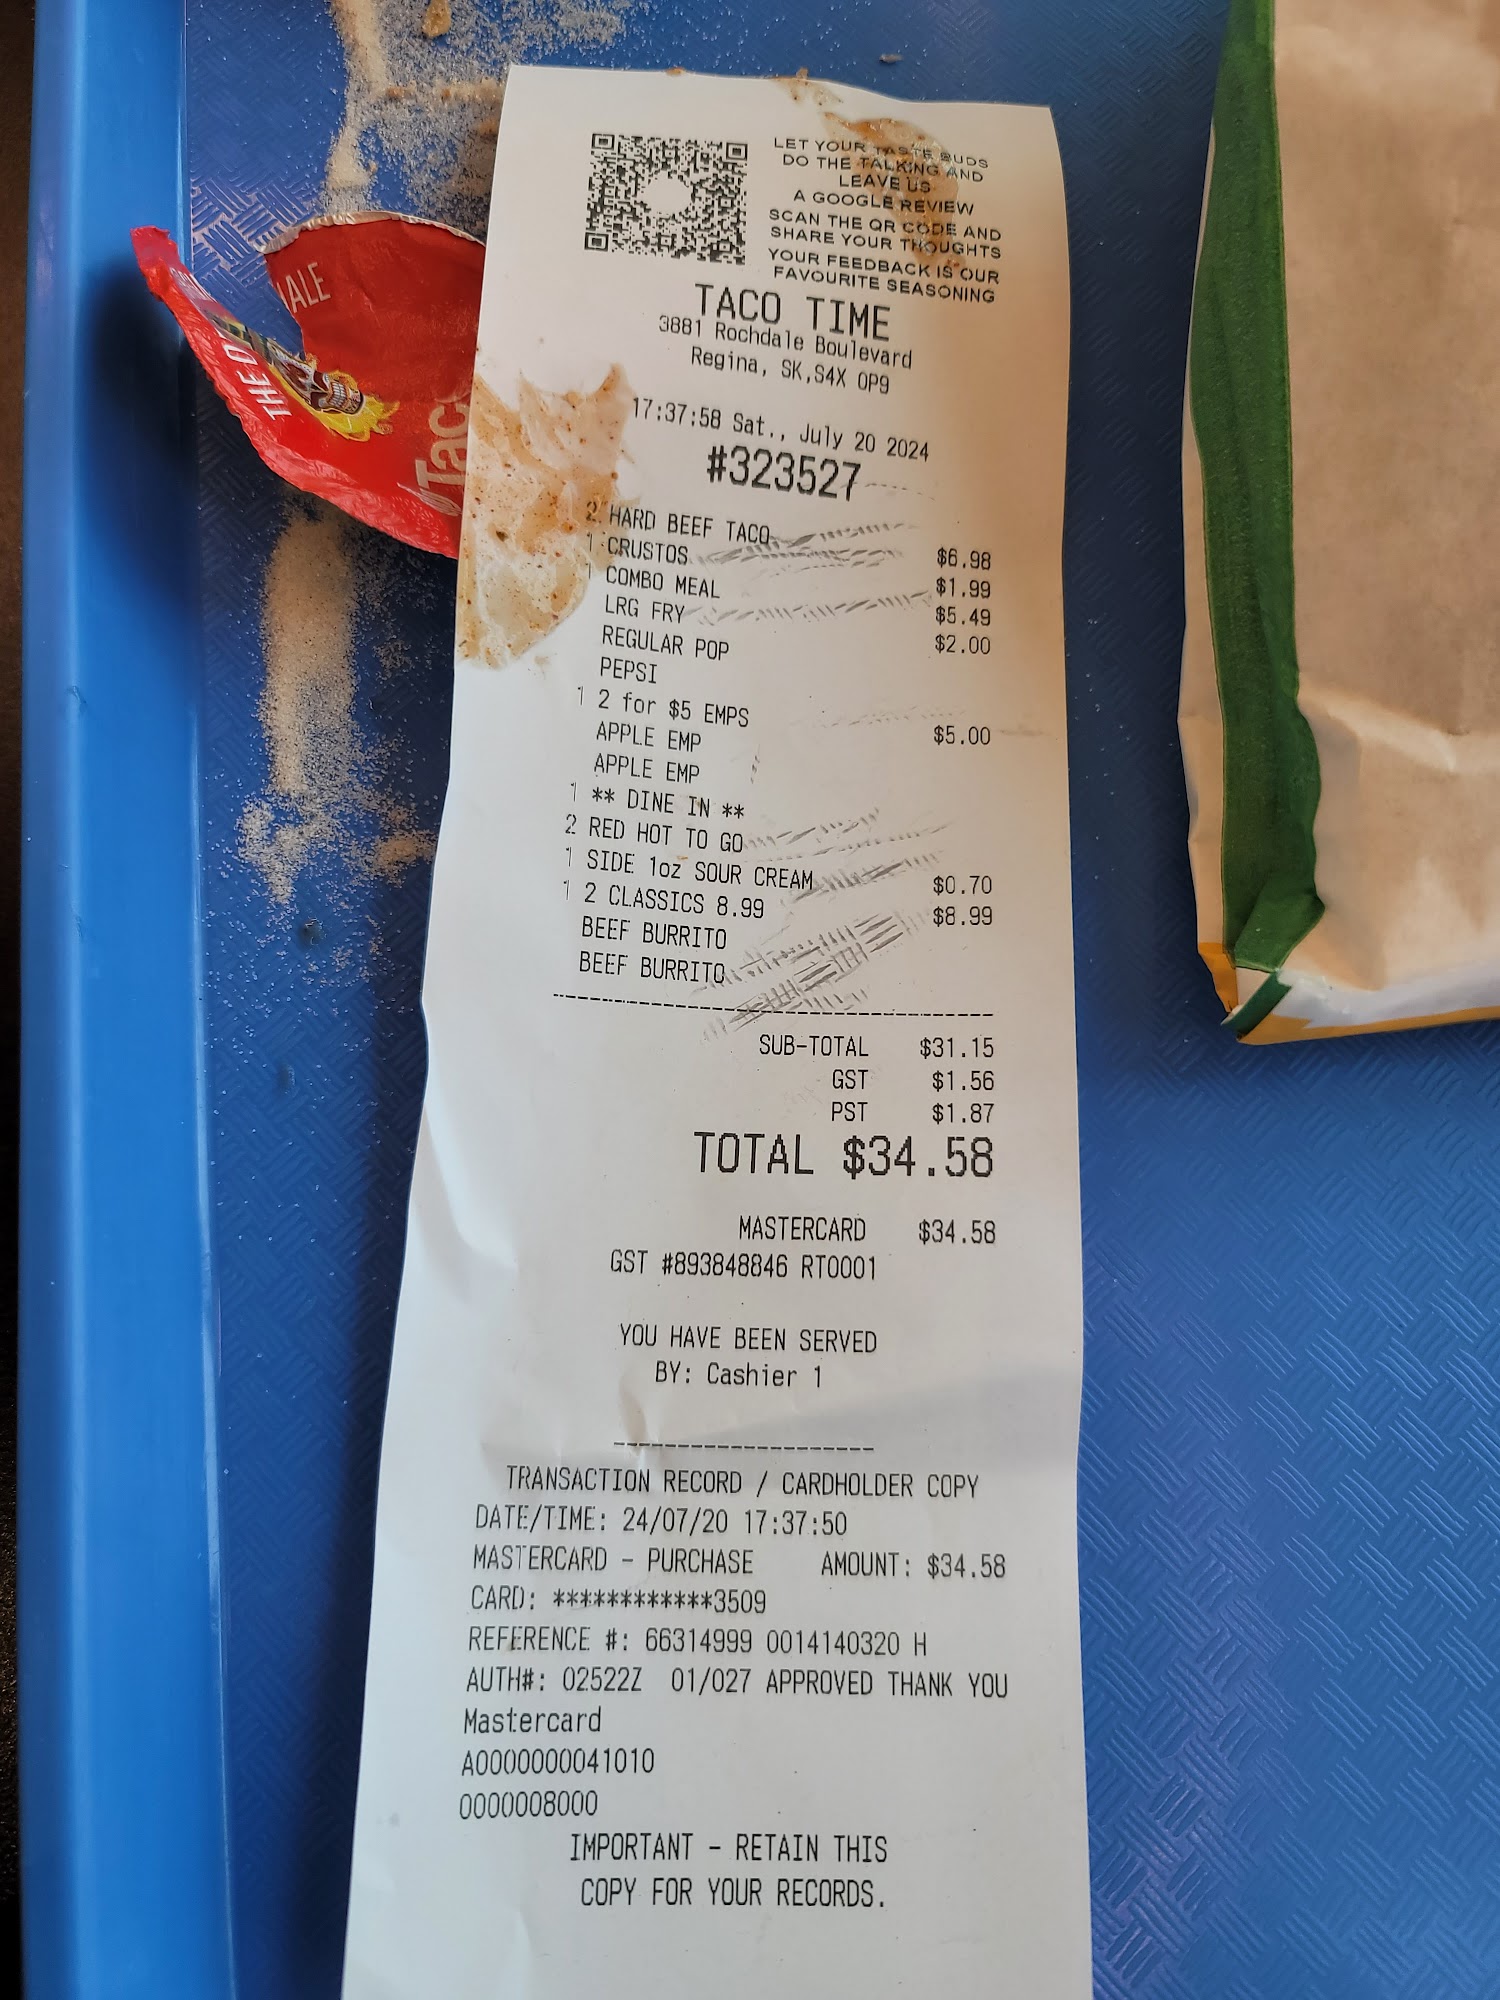 LET YOUR TASTE BUDS
DO THE TALKING AND
LEAVE US
A GOOGLE REVIEW
SCAN THE QR CODE AND
SHARE YOUR THOUGHTS
YOUR FEEDBACK IS OUR
FAVOURITE SEASONING
TACO TIME
3881 Rochdale Boulevard
Regina, SK,S4X 0P9
17:37:58 Sat., July 20 2024
#323527
2 HARD BEEF TACO $6.98
1 CRUSTOS $1.99
1 COMBO MEAL $5.49
LRG FRY $2.00
REGULAR POP
PEPSI
1 2 for $5 EMPS $5.00
APPLE EMP
APPLE EMP
1 ** DINE IN **
2 RED HOT TO GO
1 SIDE 1oz SOUR CREAM $0.70
1 2 CLASSICS 8.99 $8.99
BEEF BURRITO
BEEF BURRITO
SUB-TOTAL $31.15
GST $1.56
PST $1.87
TOTAL $34.58
MASTERCARD $34.58
GST #893848846 RT0001
YOU HAVE BEEN SERVED
BY: Cashier 1
TRANSACTION RECORD / CARDHOLDER COPY
DATE/TIME: 24/07/20 17:37:50
MASTERCARD - PURCHASE AMOUNT: $34.58
CARD: ************3509
REFERENCE #: 66314999 0014140320 H
AUTH#: 02522Z 01/027 APPROVED THANK YOU
Mastercard
A0000000041010
0000008000
IMPORTANT - RETAIN THIS
COPY FOR YOUR RECORDS.
ALE
THE
Tac